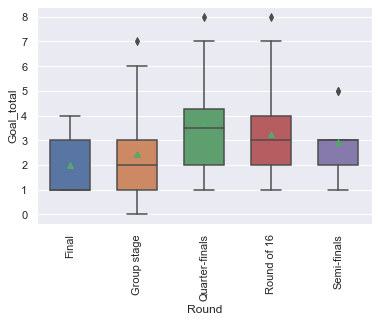 8
7
6
5
4
3
2
1
0
Goal_total
Final
Group stage
Quarter-finals
Round of 16
Semi-finals
Round